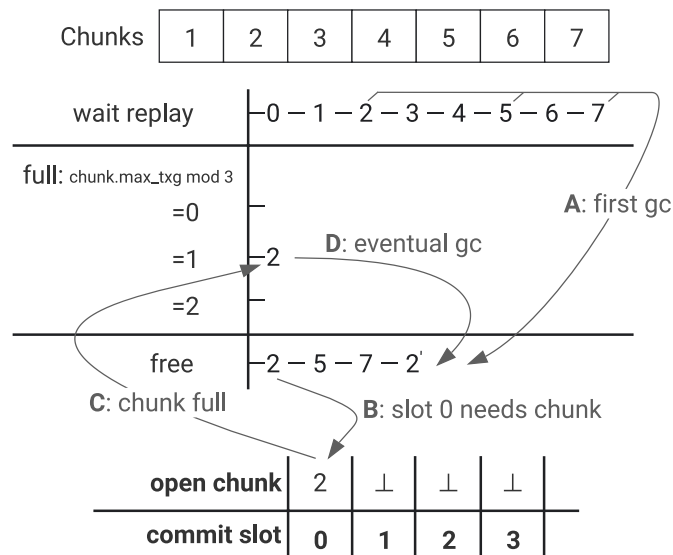 Chunks 1 2 3 4 5 6 7
wait replay 0 – 1 – 2 – 3 – 4 – 5 – 6 – 7
full: chunk.max_txg mod 3
A: first gc
=0
D: eventual gc
=1 2
=2
free 2 – 5 – 7 – 2'
C: chunk full
B: slot 0 needs chunk
open chunk 2 ⊥ ⊥ ⊥
commit slot 0 1 2 3